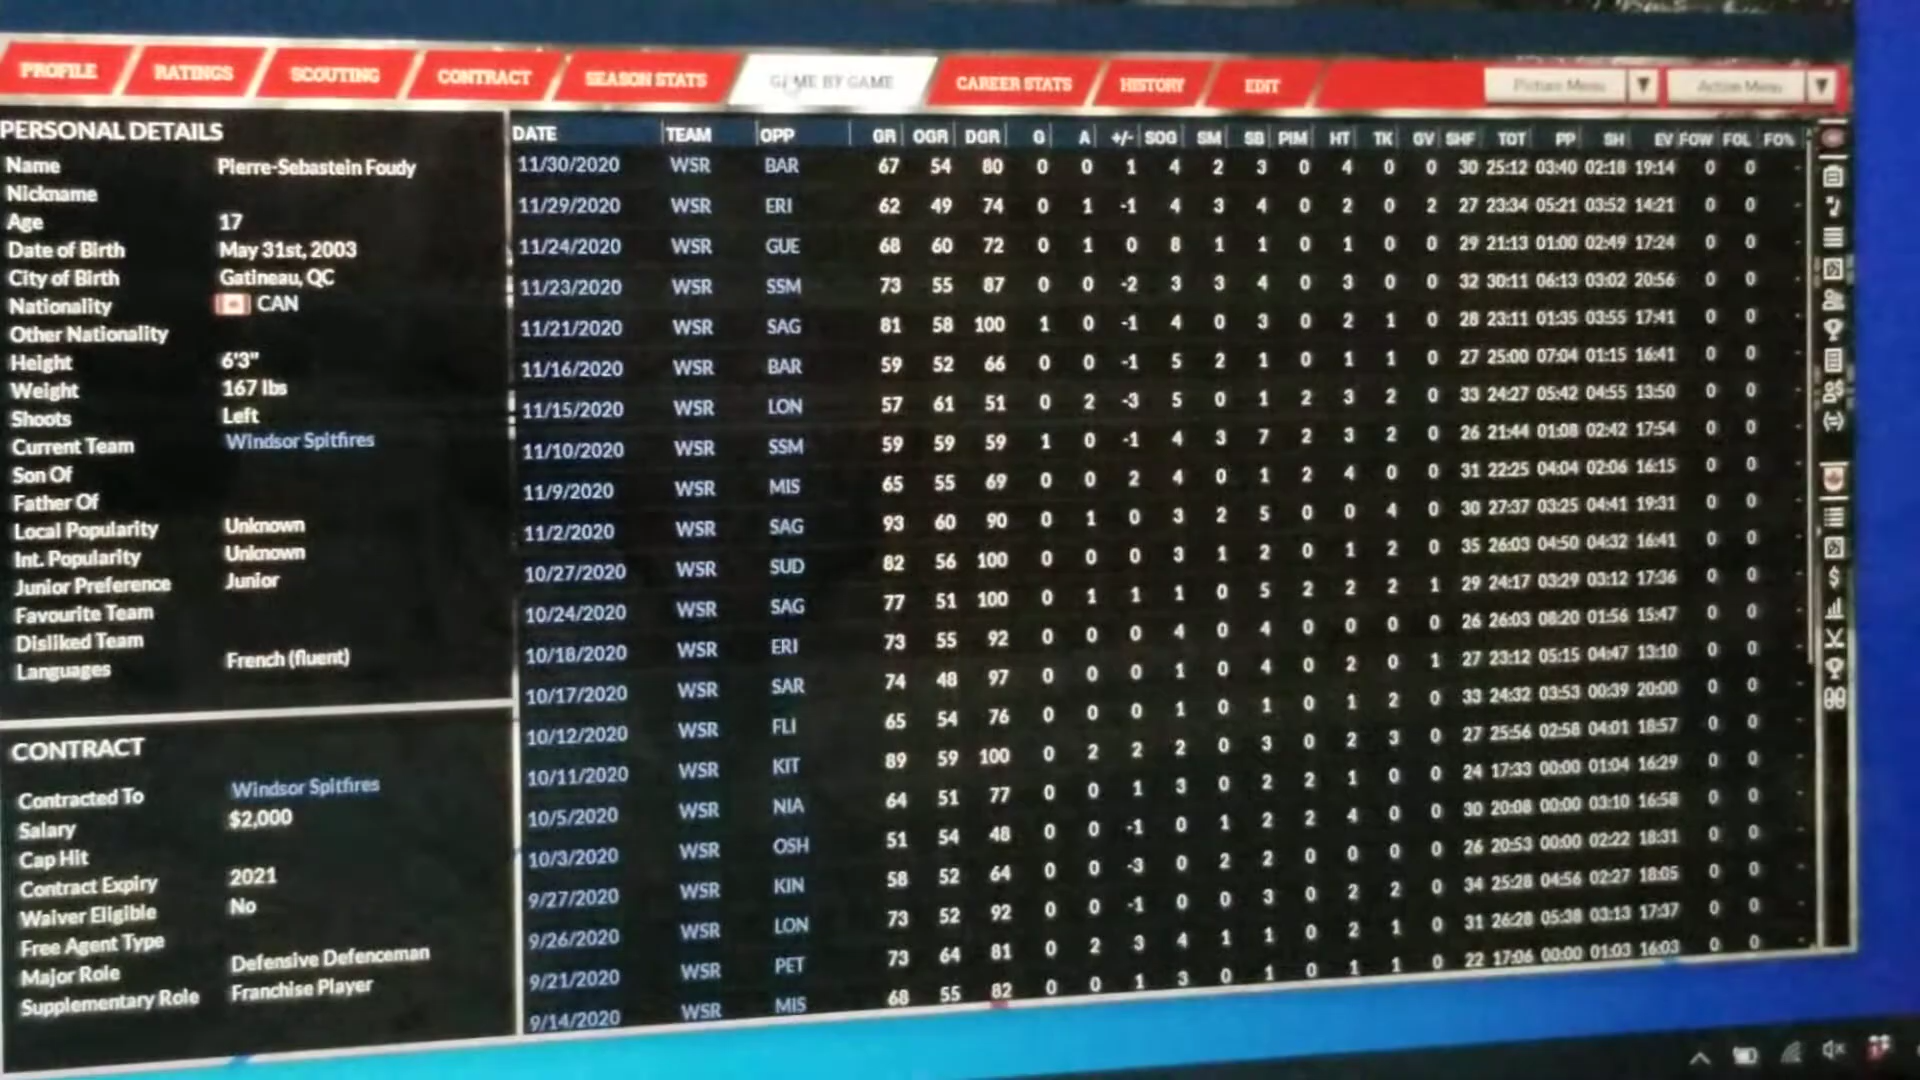 PROFILE RATINGS SCOUTING CONTRACT SEASON STATS GAME BY GAME CAREER STATS HISTORY EDIT Picture Menu Action Menu
PERSONAL DETAILS
Name Pierre-Sebastein Foudy
Nickname
Age 17
Date of Birth May 31st, 2003
City of Birth Gatineau, QC
Nationality CAN
Other Nationality
Height 6'3"
Weight 167 lbs
Shoots Left
Current Team Windsor Spitfires
Son Of
Father Of
Local Popularity Unknown
Int. Popularity Unknown
Junior Preference Junior
Favourite Team
Disliked Team
Languages French (fluent)
CONTRACT
Contracted To Windsor Spitfires
Salary $2,000
Cap Hit
Contract Expiry 2021
Waiver Eligible No
Free Agent Type
Major Role Defensive Defenceman
Supplementary Role Franchise Player
DATE TEAM OPP GR OGR DGR G A +/- SOG SM SB PIM HT TK GV SHF TOT PP SH EV FOW FOL FO%
11/30/2020 WSR BAR 67 54 80 0 0 1 4 2 3 0 4 0 0 30 25:12 03:40 02:18 19:14 0 0 -
11/29/2020 WSR ERI 62 49 74 0 1 -1 4 3 4 0 2 0 2 27 23:34 05:21 03:52 14:21 0 0 -
11/24/2020 WSR GUE 68 60 72 0 1 0 8 1 1 0 1 0 0 29 21:13 01:00 02:49 17:24 0 0 -
11/23/2020 WSR SSM 73 55 87 0 0 -2 3 3 4 0 3 0 0 32 30:11 06:13 03:02 20:56 0 0 -
11/21/2020 WSR SAG 81 58 100 1 0 -1 4 0 3 0 2 1 0 28 23:11 01:35 03:55 17:41 0 0 -
11/16/2020 WSR BAR 59 52 66 0 0 -1 5 2 1 0 1 1 0 27 25:00 07:04 01:15 16:41 0 0 -
11/15/2020 WSR LON 57 61 51 0 2 -3 5 0 1 2 3 2 0 33 24:27 05:42 04:55 13:50 0 0 -
11/10/2020 WSR SSM 59 59 59 1 0 -1 4 3 7 2 3 2 0 26 21:44 01:08 02:42 17:54 0 0 -
11/9/2020 WSR MIS 65 55 69 0 0 2 4 0 1 2 4 0 0 31 22:25 04:04 02:06 16:15 0 0 -
11/2/2020 WSR SAG 93 60 90 0 1 0 3 2 5 0 0 4 0 30 27:37 03:25 04:41 19:31 0 0 -
10/27/2020 WSR SUD 82 56 100 0 0 0 3 1 2 0 1 2 0 35 26:03 04:50 04:32 16:41 0 0 -
10/24/2020 WSR SAG 77 51 100 0 1 1 1 0 5 2 2 2 1 29 24:17 03:29 03:12 17:36 0 0 -
10/18/2020 WSR ERI 73 55 92 0 0 0 4 0 4 0 0 0 0 26 26:03 08:20 01:56 15:47 0 0 -
10/17/2020 WSR SAR 74 48 97 0 0 0 1 0 4 0 2 0 1 27 23:12 05:15 04:47 13:10 0 0 -
10/12/2020 WSR FLI 65 54 76 0 0 0 1 0 1 0 1 2 0 33 24:32 03:53 00:39 20:00 0 0 -
10/11/2020 WSR KIT 89 59 100 0 2 2 2 0 3 0 2 3 0 27 25:56 02:58 04:01 18:57 0 0 -
10/5/2020 WSR NIA 64 51 77 0 0 1 3 0 2 2 1 0 0 24 17:33 00:00 01:04 16:29 0 0 -
10/3/2020 WSR OSH 51 54 48 0 0 -1 0 1 2 2 4 0 0 30 20:08 00:00 03:10 16:58 0 0 -
9/27/2020 WSR KIN 58 52 64 0 0 -3 0 2 2 0 0 0 0 26 20:53 00:00 02:22 18:31 0 0 -
9/26/2020 WSR LON 73 52 92 0 0 -1 0 0 3 0 2 2 0 34 25:28 04:56 02:27 18:05 0 0 -
9/21/2020 WSR PET 73 64 81 0 2 3 4 1 1 0 2 1 0 31 26:28 05:38 03:13 17:37 0 0 -
9/14/2020 WSR MIS 68 55 82 0 0 1 3 0 1 0 1 1 0 22 17:06 00:00 01:03 16:03 0 0 -